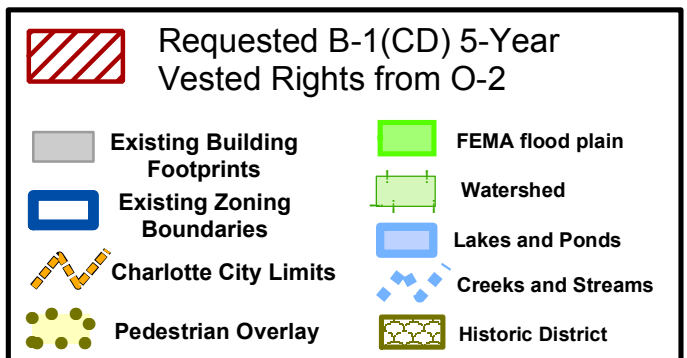 Requested B-1(CD) 5-Year
Vested Rights from O-2
Existing Building
Footprints
Existing Zoning
Boundaries
Charlotte City Limits
Pedestrian Overlay
FEMA flood plain
Watershed
Lakes and Ponds
Creeks and Streams
Historic District